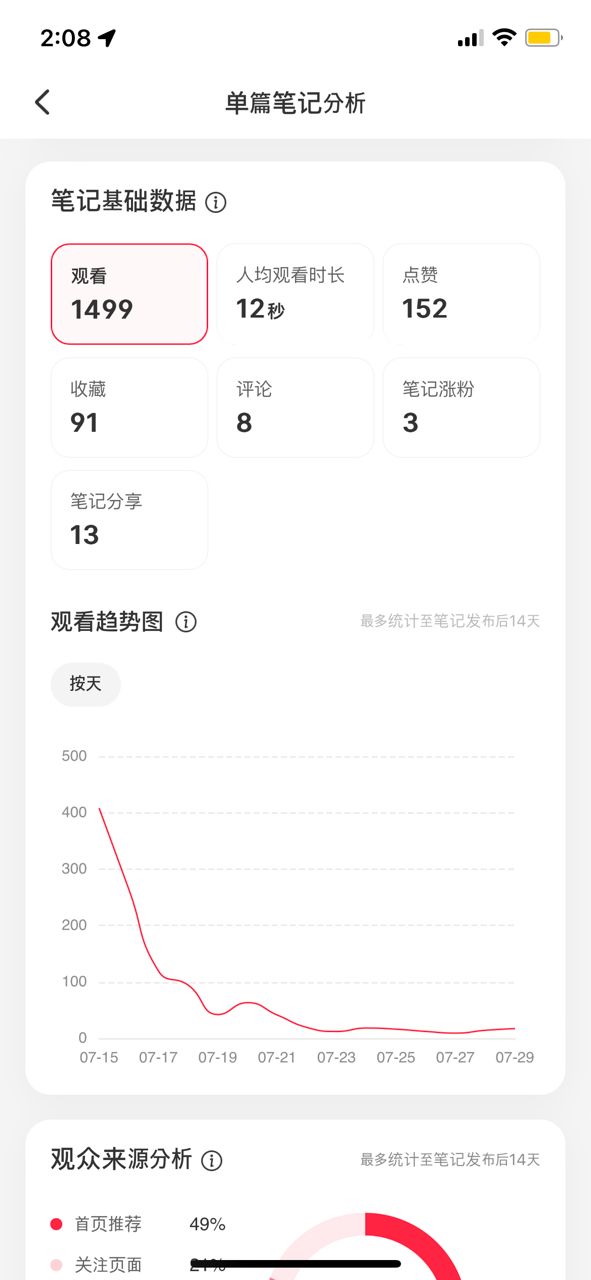 2:08
单篇笔记分析
笔记基础数据
观看 人均观看时长 点赞
1499 12秒 152
收藏 评论 笔记涨粉
91 8 3
笔记分享
13
观看趋势图 最多统计至笔记发布后14天
按天
500
400
300
200
100
0
07-15 07-17 07-19 07-21 07-23 07-25 07-27 07-29
观众来源分析 最多统计至笔记发布后14天
首页推荐 49%
关注页面 21%